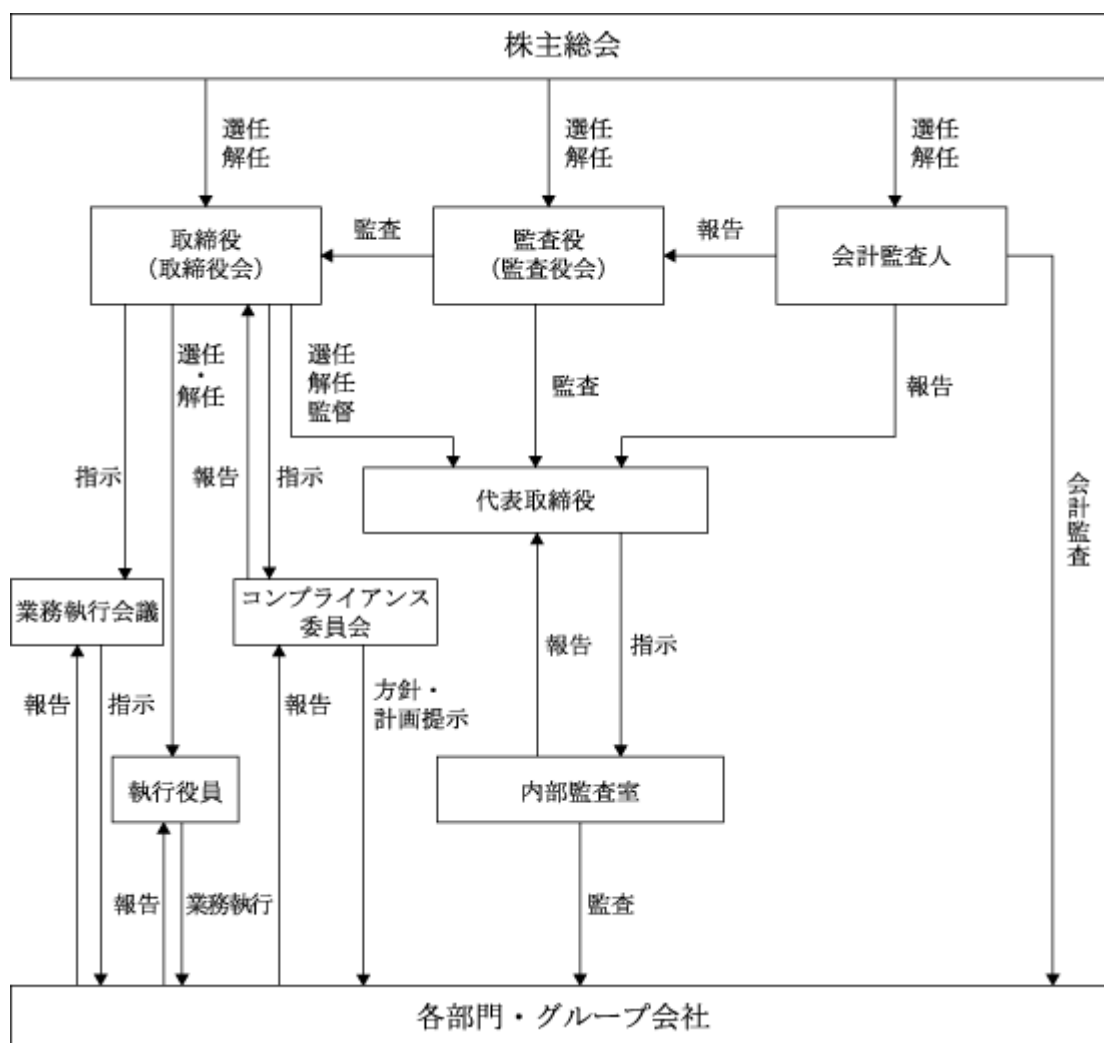 株主総会
選任
解任
選任
解任
選任
解任
取締役
（取締役会）
監査
監査役
（監査役会）
報告
会計監査人
選任
・
解任
選任
解任
監督
監査
報告
指示
報告
指示
代表取締役
会計監査
業務執行会議
コンプライアンス
委員会
報告
指示
報告
指示
報告
方針・
計画提示
執行役員
内部監査室
報告
業務執行
監査
各部門・グループ会社